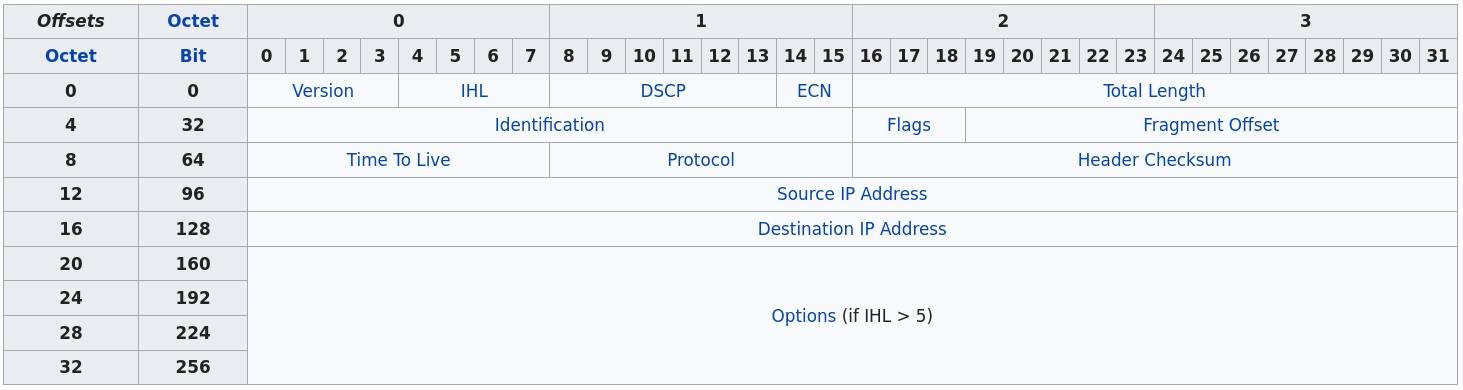 Offsets Octet 0 1 2 3
Octet Bit 0 1 2 3 4 5 6 7 8 9 10 11 12 13 14 15 16 17 18 19 20 21 22 23 24 25 26 27 28 29 30 31
0 0 Version IHL DSCP ECN Total Length
4 32 Identification Flags Fragment Offset
8 64 Time To Live Protocol Header Checksum
12 96 Source IP Address
16 128 Destination IP Address
20 160
24 192
Options (if IHL > 5)
28 224
32 256